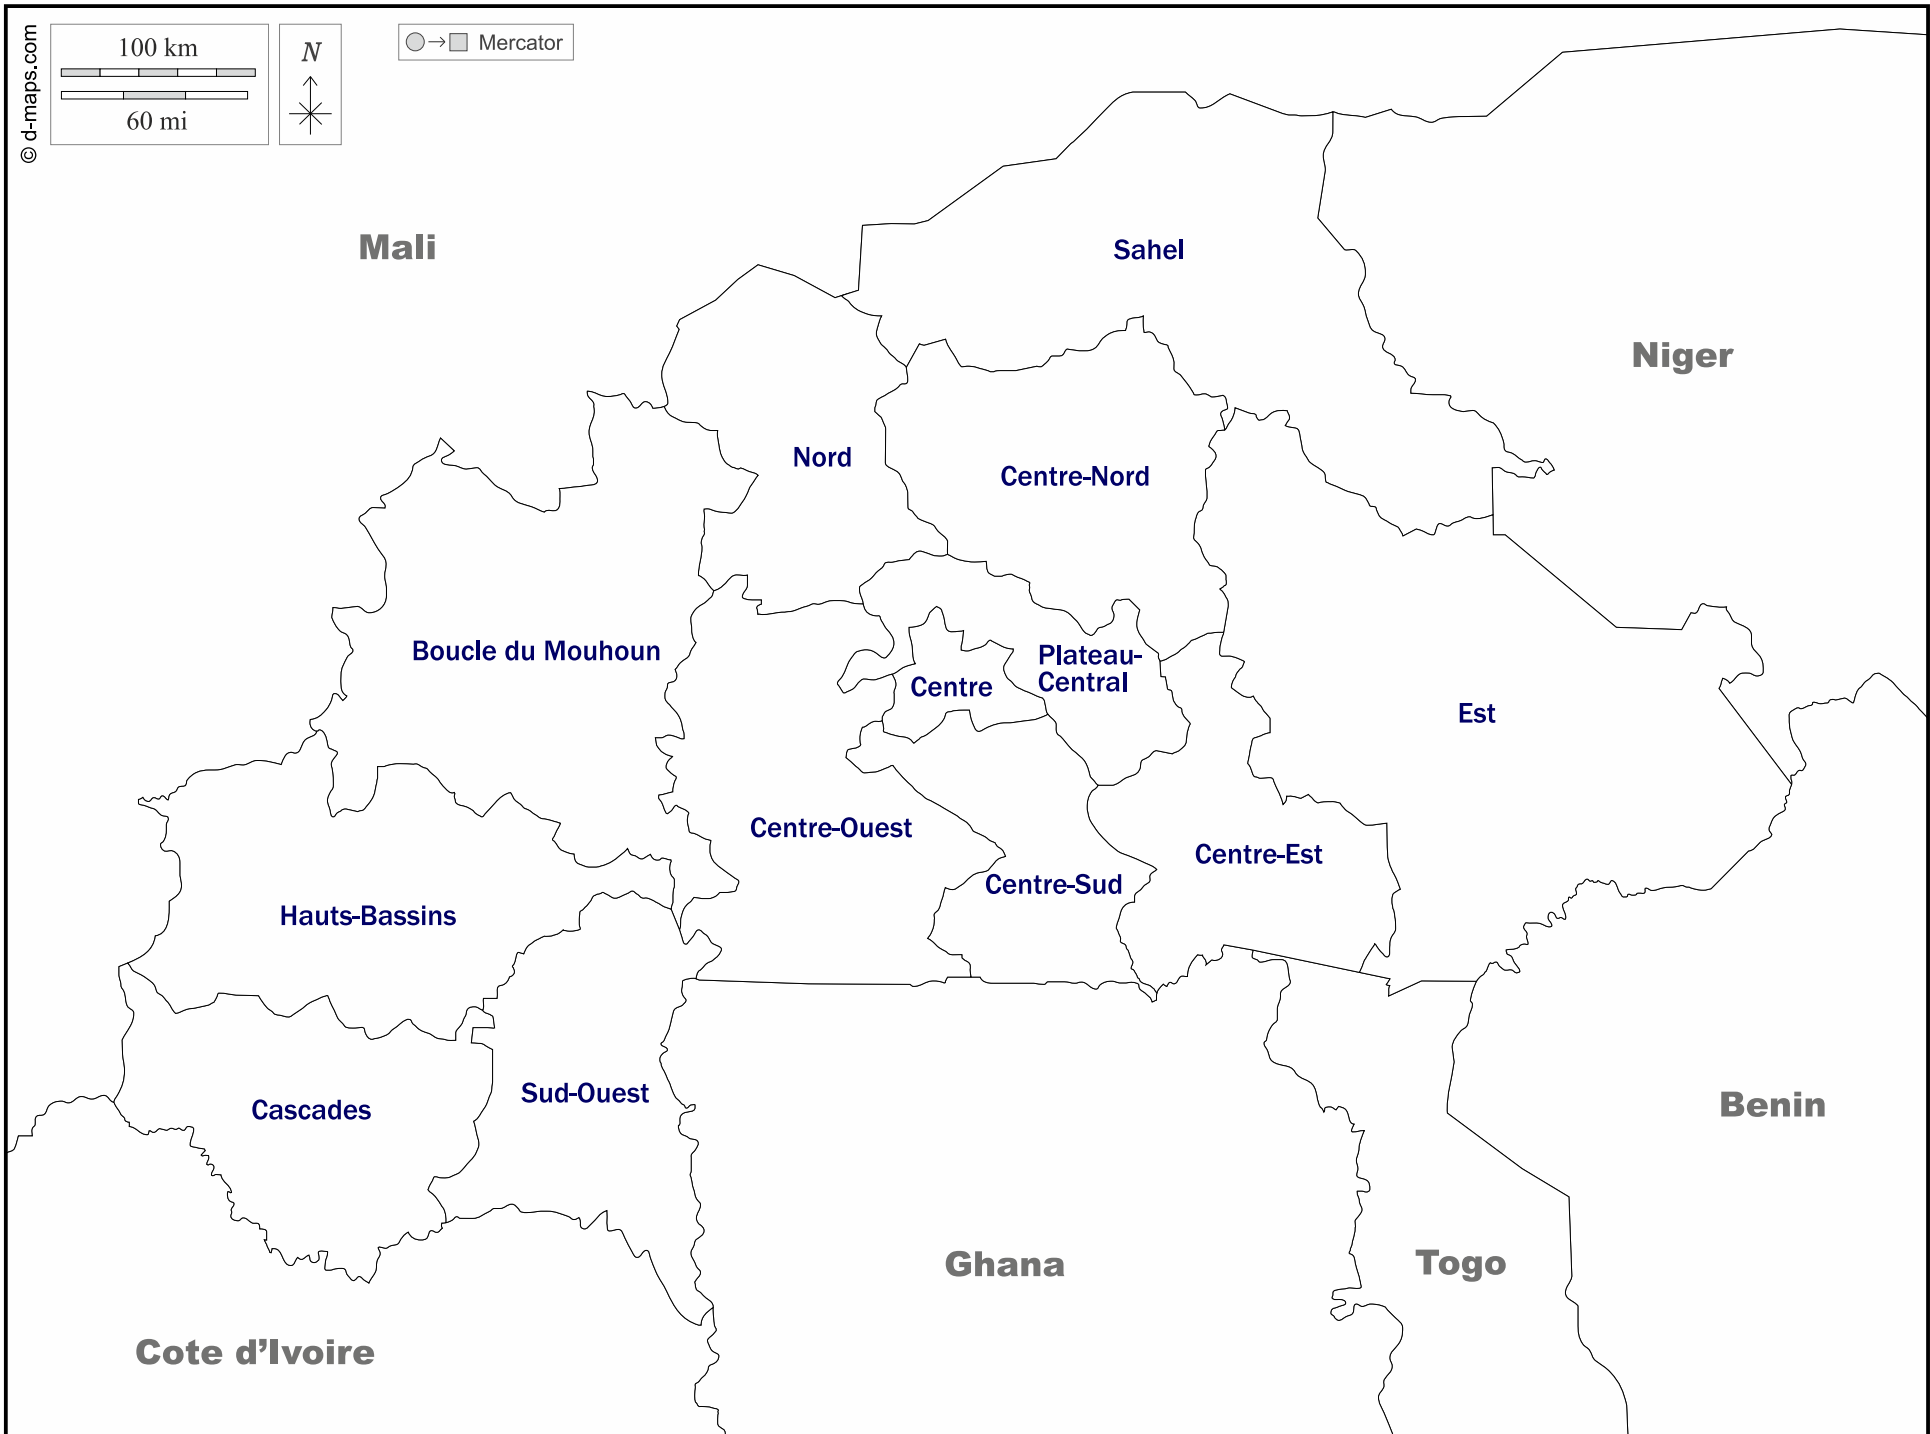 © d-maps.com
100 km
60 mi
N
Mercator
Mali
Sahel
Niger
Nord
Centre-Nord
Boucle du Mouhoun
Plateau-
Central
Centre
Est
Centre-Ouest
Centre-Est
Centre-Sud
Hauts-Bassins
Sud-Ouest
Cascades
Benin
Ghana
Togo
Cote d'Ivoire